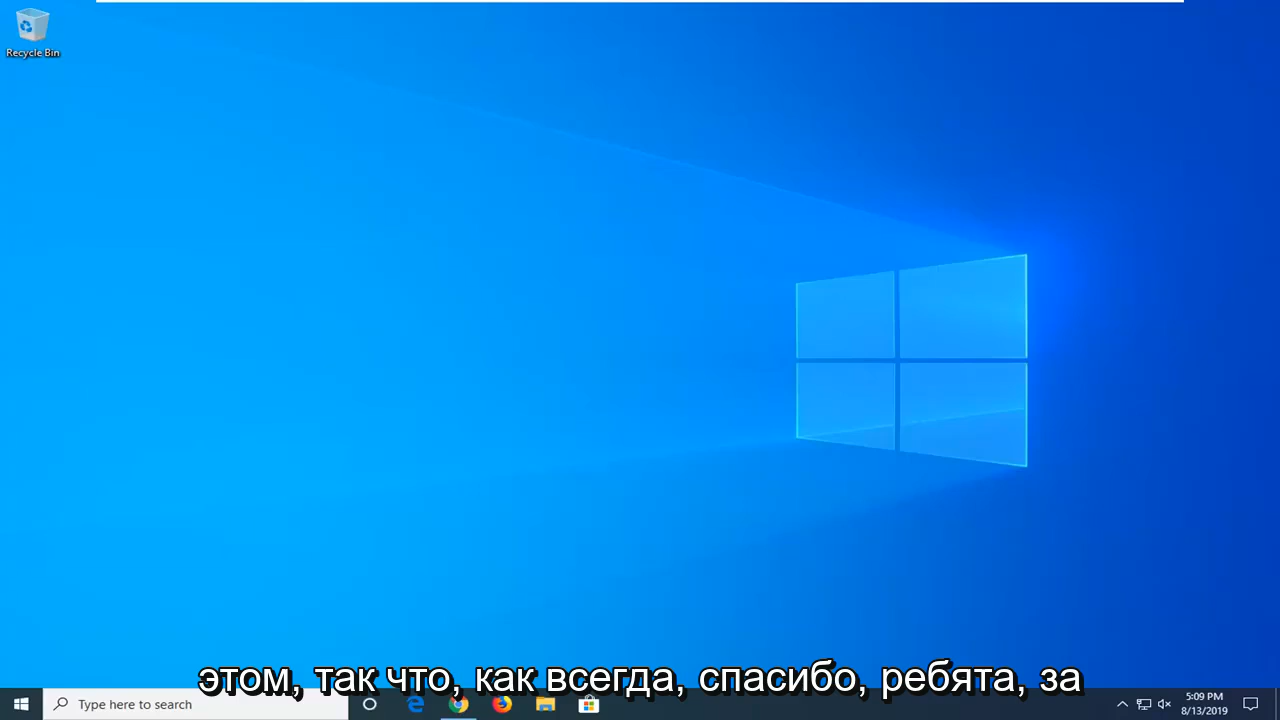 Recycle Bin
этом, так что, как всегда, спасибо, ребята, за
Type here to search
5:09 PM
8/13/2019